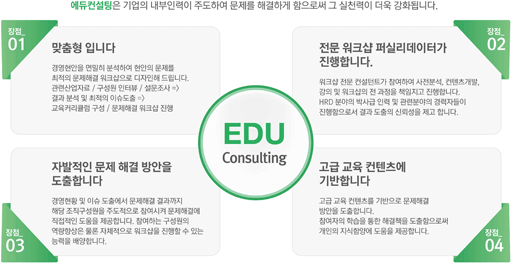 에듀컨설팅은 기업의 내부인력이 주도하여 문제를 해결하게 함으로써 그 실천력이 더욱 강화됩니다.
장점_
01
맞춤형 입니다
경영현안을 면밀히 분석하여 현안의 문제를
최적의 문제해결 워크샵으로 디자인해 드립니다.
관련산업자료 / 구성원 인터뷰 / 설문조사 =>
결과 분석 및 최적의 이슈도출 =>
교육커리큘럼 구성 / 문제해결 워크샵 진행
장점_
02
전문 워크샵 퍼실리데이터가
진행합니다.
워크샵 전문 컨설턴트가 참여하여 사전분석, 컨텐츠개발,
강의 및 워크샵의 전 과정을 책임지고 진행합니다.
HRD 분야의 박사급 인력 및 관련분야의 경력자들이
진행함으로서 결과 도출의 신뢰성을 제고 합니다.
EDU
Consulting
자발적인 문제 해결 방안을
도출합니다
경영현황 및 이슈 도출에서 문제해결 결과까지
해당 조직구성원을 주도적으로 참여시켜 문제해결에
직접적인 도움을 제공합니다. 참여하는 구성원의
역량향상은 물론 자체적으로 워크샵을 진행할 수 있는
능력을 배양합니다.
장점_
03
고급 교육 컨텐츠에
기반합니다
고급 교육 컨텐츠를 기반으로 문제해결
방안을 도출합니다.
참여자의 학습을 통한 해결책을 도출함으로써
개인의 지식함양에 도움을 제공합니다.
장점_
04